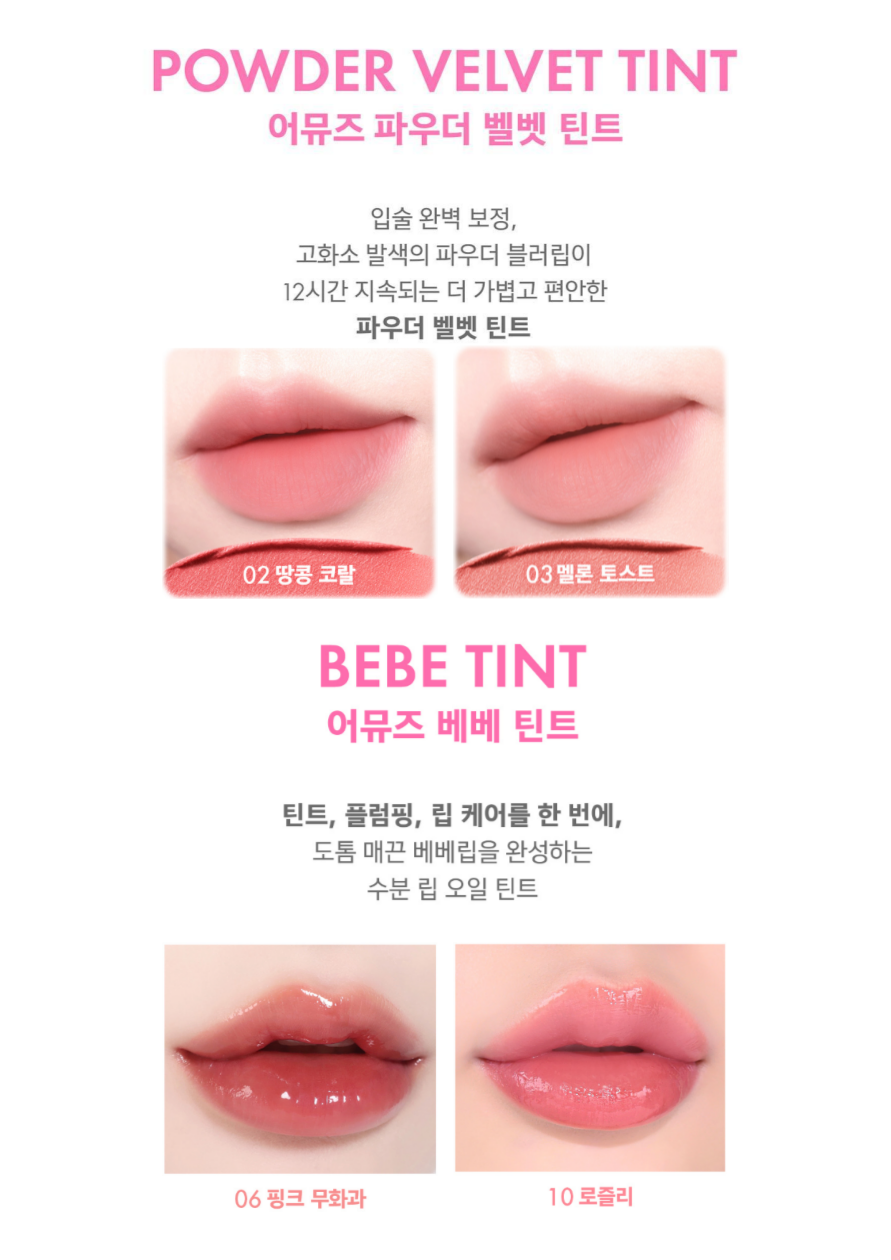 POWDER VELVET TINT
어뮤즈 파우더 벨벳 틴트
입술 완벽 보정,
고화소 발색의 파우더 블러립이
12시간 지속되는 더 가볍고 편안한
파우더 벨벳 틴트
02 땅콩 코랄
03 멜론 토스트
BEBE TINT
어뮤즈 베베 틴트
틴트, 플럼핑, 립 케어를 한 번에,
도톰 매끈 베베립을 완성하는
수분 립 오일 틴트
06 핑크 무화과
10 로즐리